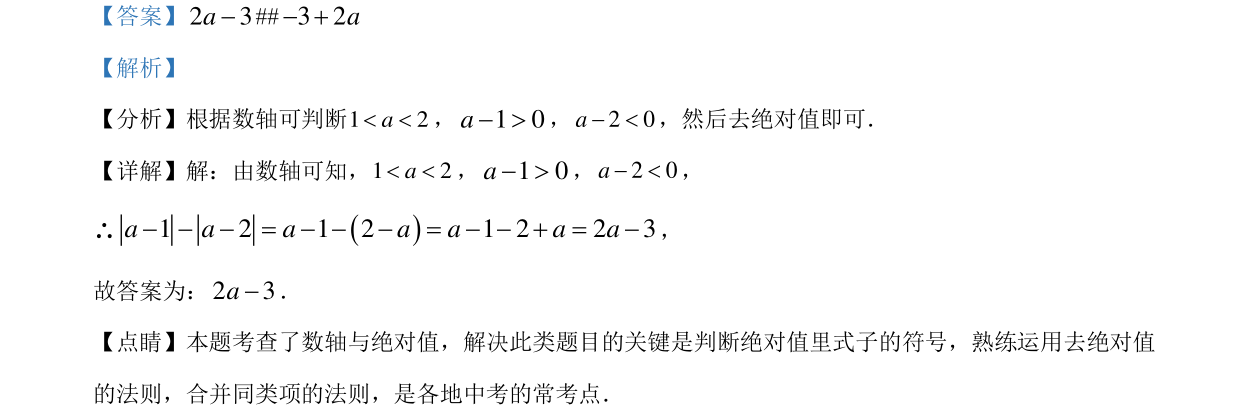 【答案】2a－3##－3+2a
【解析】
【分析】根据数轴可判断1<a<2，a－1>0，a－2<0，然后去绝对值即可．
【详解】解：由数轴可知，1<a<2，a－1>0，a－2<0，
∴|a－1|－|a－2|=a－1－(2－a)=a－1－2+a=2a－3，
故答案为：2a－3．
【点睛】本题考查了数轴与绝对值，解决此类题目的关键是判断绝对值里式子的符号，熟练运用去绝对值
的法则，合并同类项的法则，是各地中考的常考点．